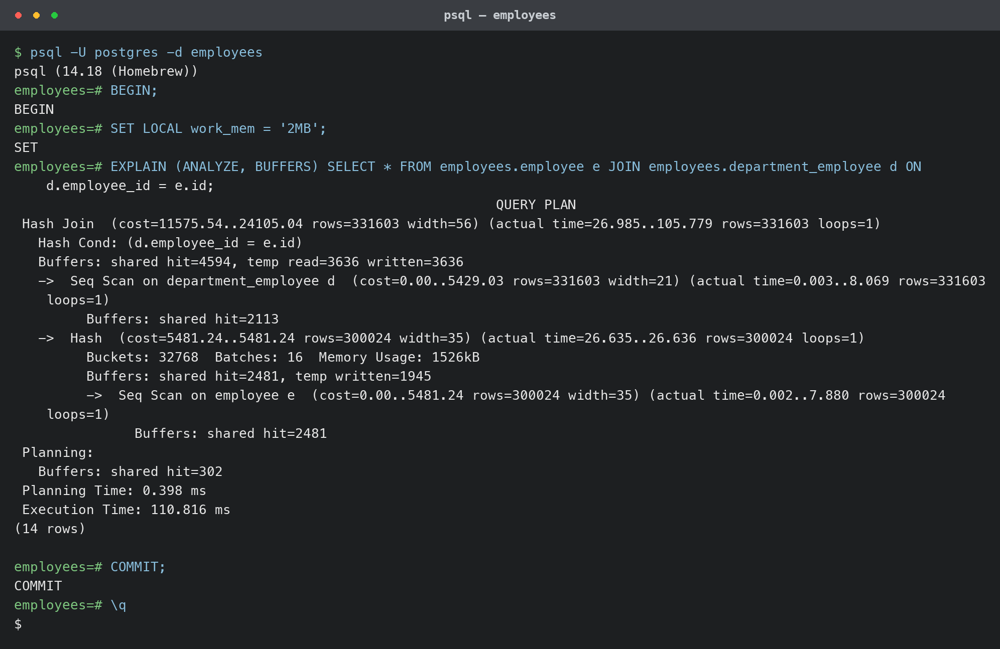 psql — employees
$ psql -U postgres -d employees
psql (14.18 (Homebrew))
employees=# BEGIN;
BEGIN
employees=# SET LOCAL work_mem = '2MB';
SET
employees=# EXPLAIN (ANALYZE, BUFFERS) SELECT * FROM employees.employee e JOIN employees.department_employee d ON
    d.employee_id = e.id;
                                                            QUERY PLAN
 Hash Join  (cost=11575.54..24105.04 rows=331603 width=56) (actual time=26.985..105.779 rows=331603 loops=1)
   Hash Cond: (d.employee_id = e.id)
   Buffers: shared hit=4594, temp read=3636 written=3636
   ->  Seq Scan on department_employee d  (cost=0.00..5429.03 rows=331603 width=21) (actual time=0.003..8.069 rows=331603
    loops=1)
         Buffers: shared hit=2113
   ->  Hash  (cost=5481.24..5481.24 rows=300024 width=35) (actual time=26.635..26.636 rows=300024 loops=1)
         Buckets: 32768  Batches: 16  Memory Usage: 1526kB
         Buffers: shared hit=2481, temp written=1945
         ->  Seq Scan on employee e  (cost=0.00..5481.24 rows=300024 width=35) (actual time=0.002..7.880 rows=300024
    loops=1)
               Buffers: shared hit=2481
 Planning:
   Buffers: shared hit=302
 Planning Time: 0.398 ms
 Execution Time: 110.816 ms
(14 rows)

employees=# COMMIT;
COMMIT
employees=# \q
$